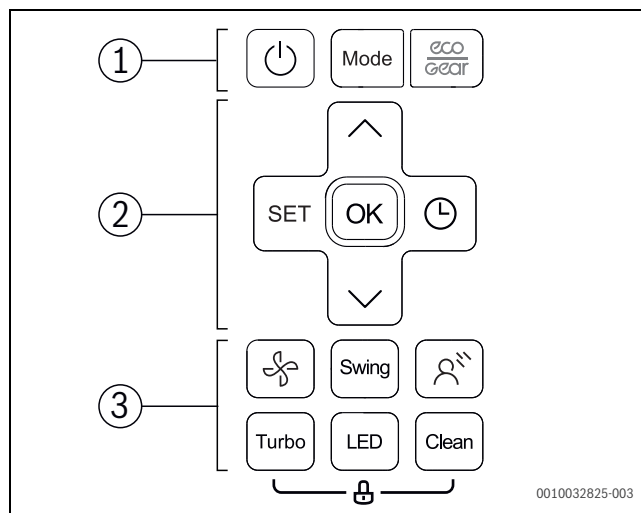 1
Mode
eco
Gear
2
SET
OK
3
Swing
Turbo
LED
Clean
0010032825-003